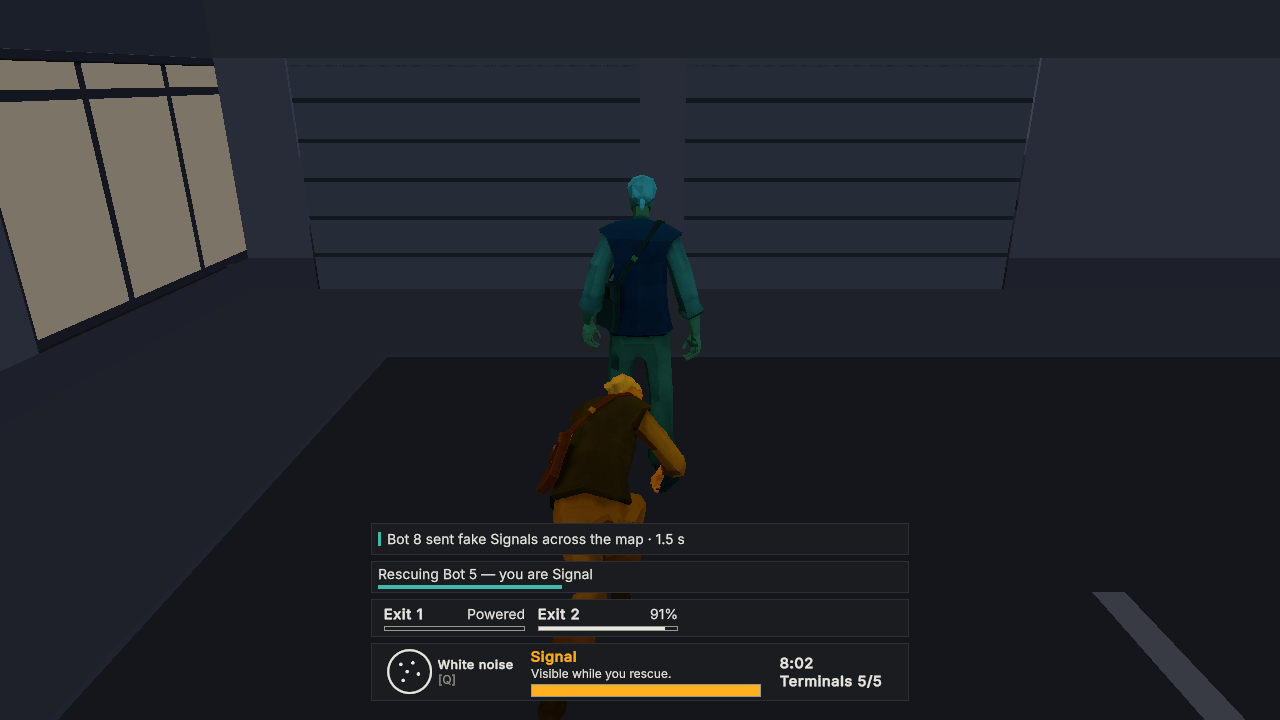 Bot 8 sent fake Signals across the map · 1.5 s
Rescuing Bot 5 — you are Signal
Exit 1 Powered Exit 2 91%
White noise
[Q]
Signal
Visible while you rescue.
8:02
Terminals 5/5